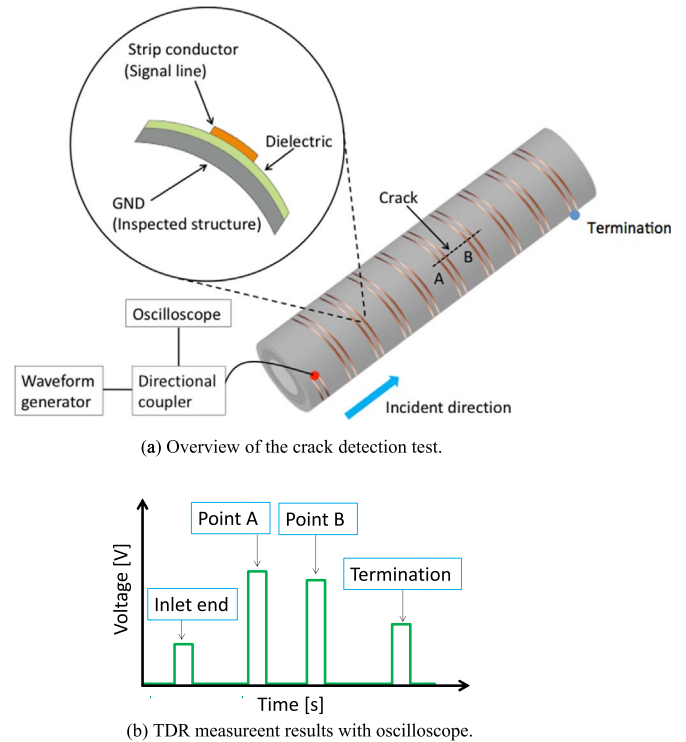 Strip conductor
(Signal line)
Dielectric
GND
(Inspected structure)
Crack
A
B
Termination
Oscilloscope
Waveform
generator
Directional
coupler
Incident direction
(a) Overview of the crack detection test.
Point A
Point B
Termination
Inlet end
Voltage [V]
Time [s]
(b) TDR measureent results with oscilloscope.